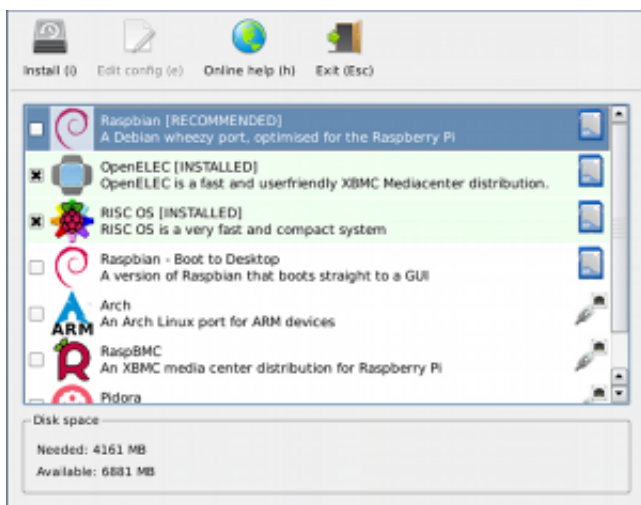 Install (i) Edit config (e) Online help (h) Exit (Esc)
Raspbian [RECOMMENDED]
A Debian wheezy port, optimised for the Raspberry Pi
OpenELEC [INSTALLED]
OpenELEC is a fast and userfriendly XBMC Mediacenter distribution.
RISC OS [INSTALLED]
RISC OS is a very fast and compact system
Raspbian - Boot to Desktop
A version of Raspbian that boots straight to a GUI
Arch
An Arch Linux port for ARM devices
ARM
RaspBMC
An XBMC media center distribution for Raspberry Pi
Pidora
Disk space
Needed: 4161 MB
Available: 6881 MB